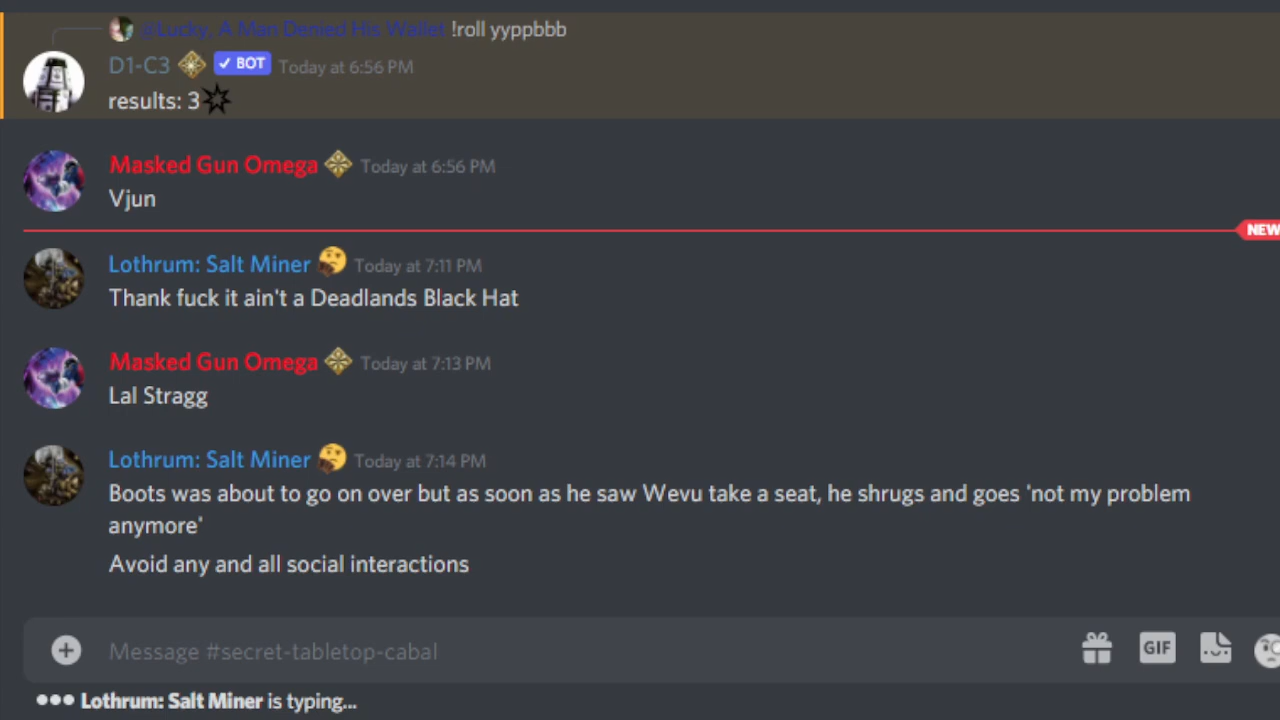 @Lucky, A Man Denied His Wallet !roll yyppbbb
D1-C3 ✓ BOT Today at 6:56 PM
results: 3
Masked Gun Omega Today at 6:56 PM
Vjun
NEW
Lothrum: Salt Miner Today at 7:11 PM
Thank fuck it ain't a Deadlands Black Hat
Masked Gun Omega Today at 7:13 PM
Lal Stragg
Lothrum: Salt Miner Today at 7:14 PM
Boots was about to go on over but as soon as he saw Wevu take a seat, he shrugs and goes 'not my problem
anymore'
Avoid any and all social interactions
Message #secret-tabletop-cabal GIF
Lothrum: Salt Miner is typing...